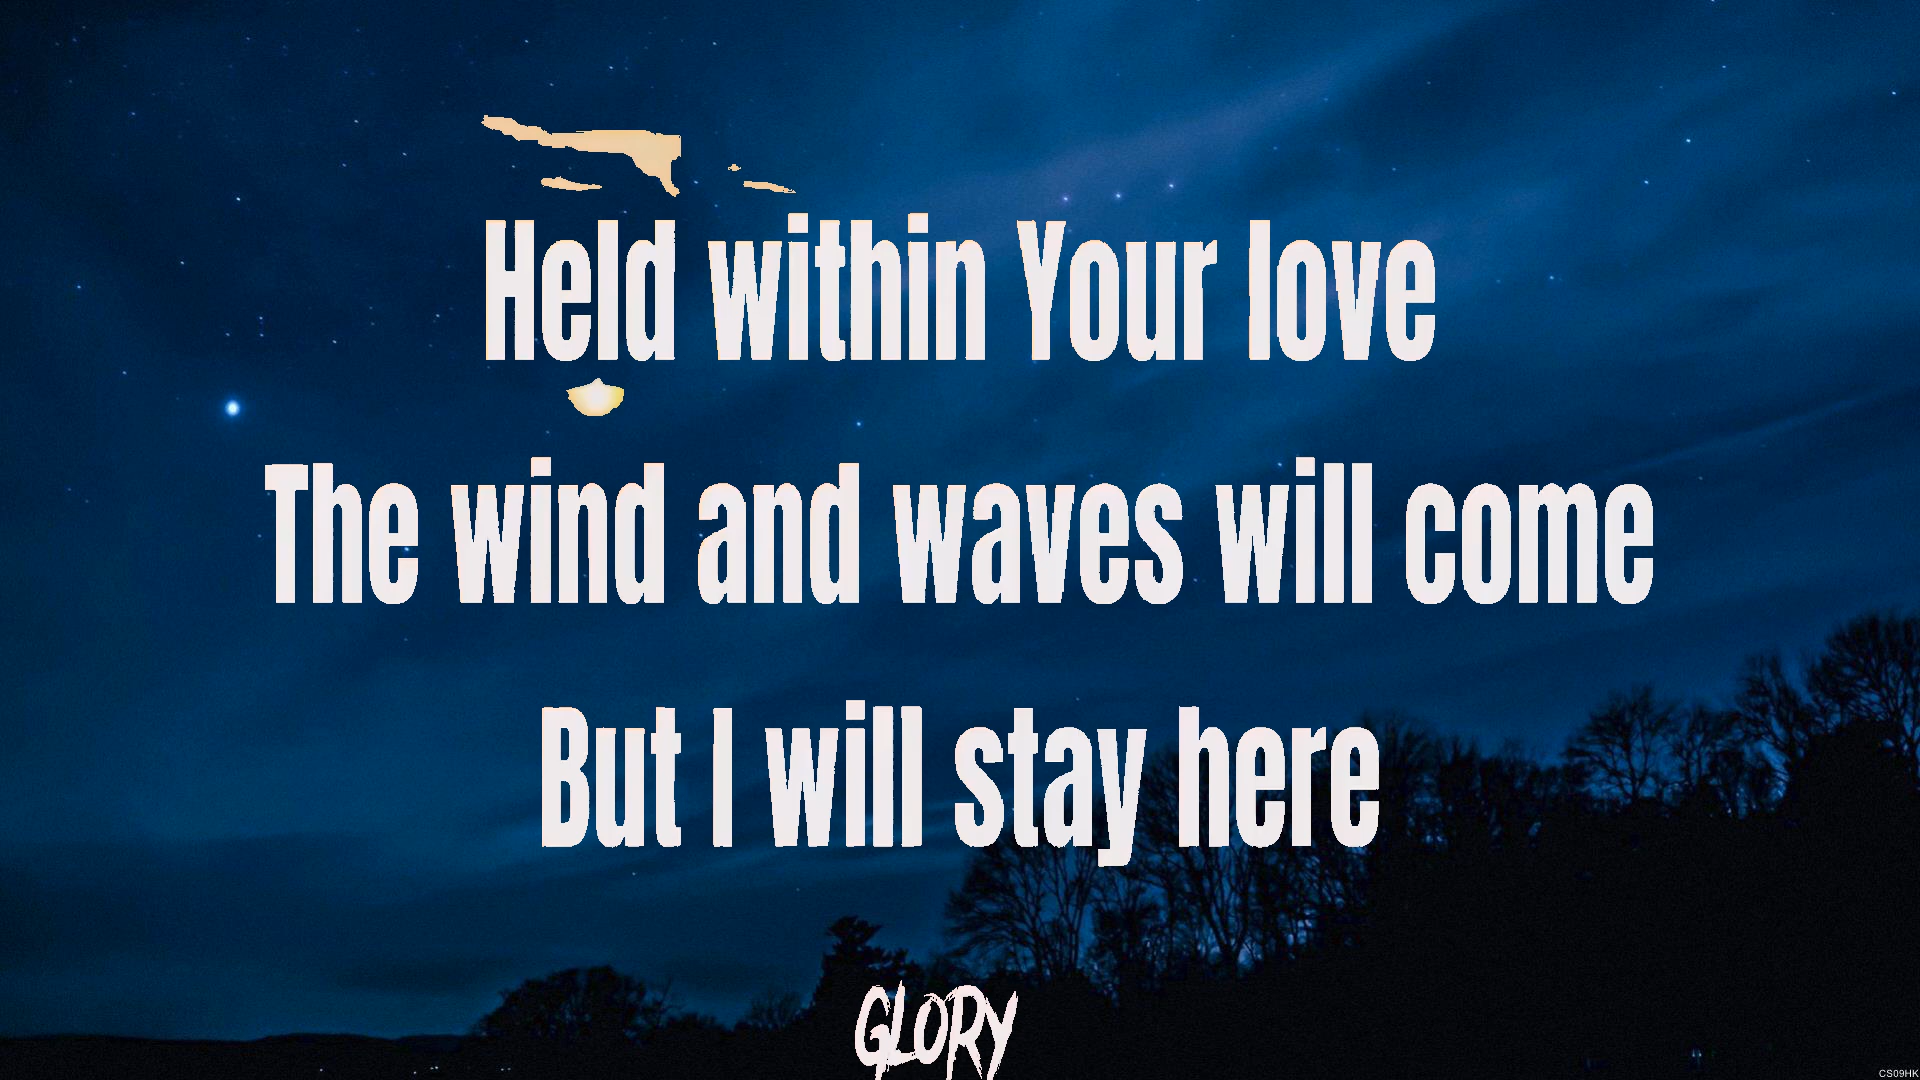 Held within Your love
The wind and waves will come
But I will stay here
GLORY
CS09HK